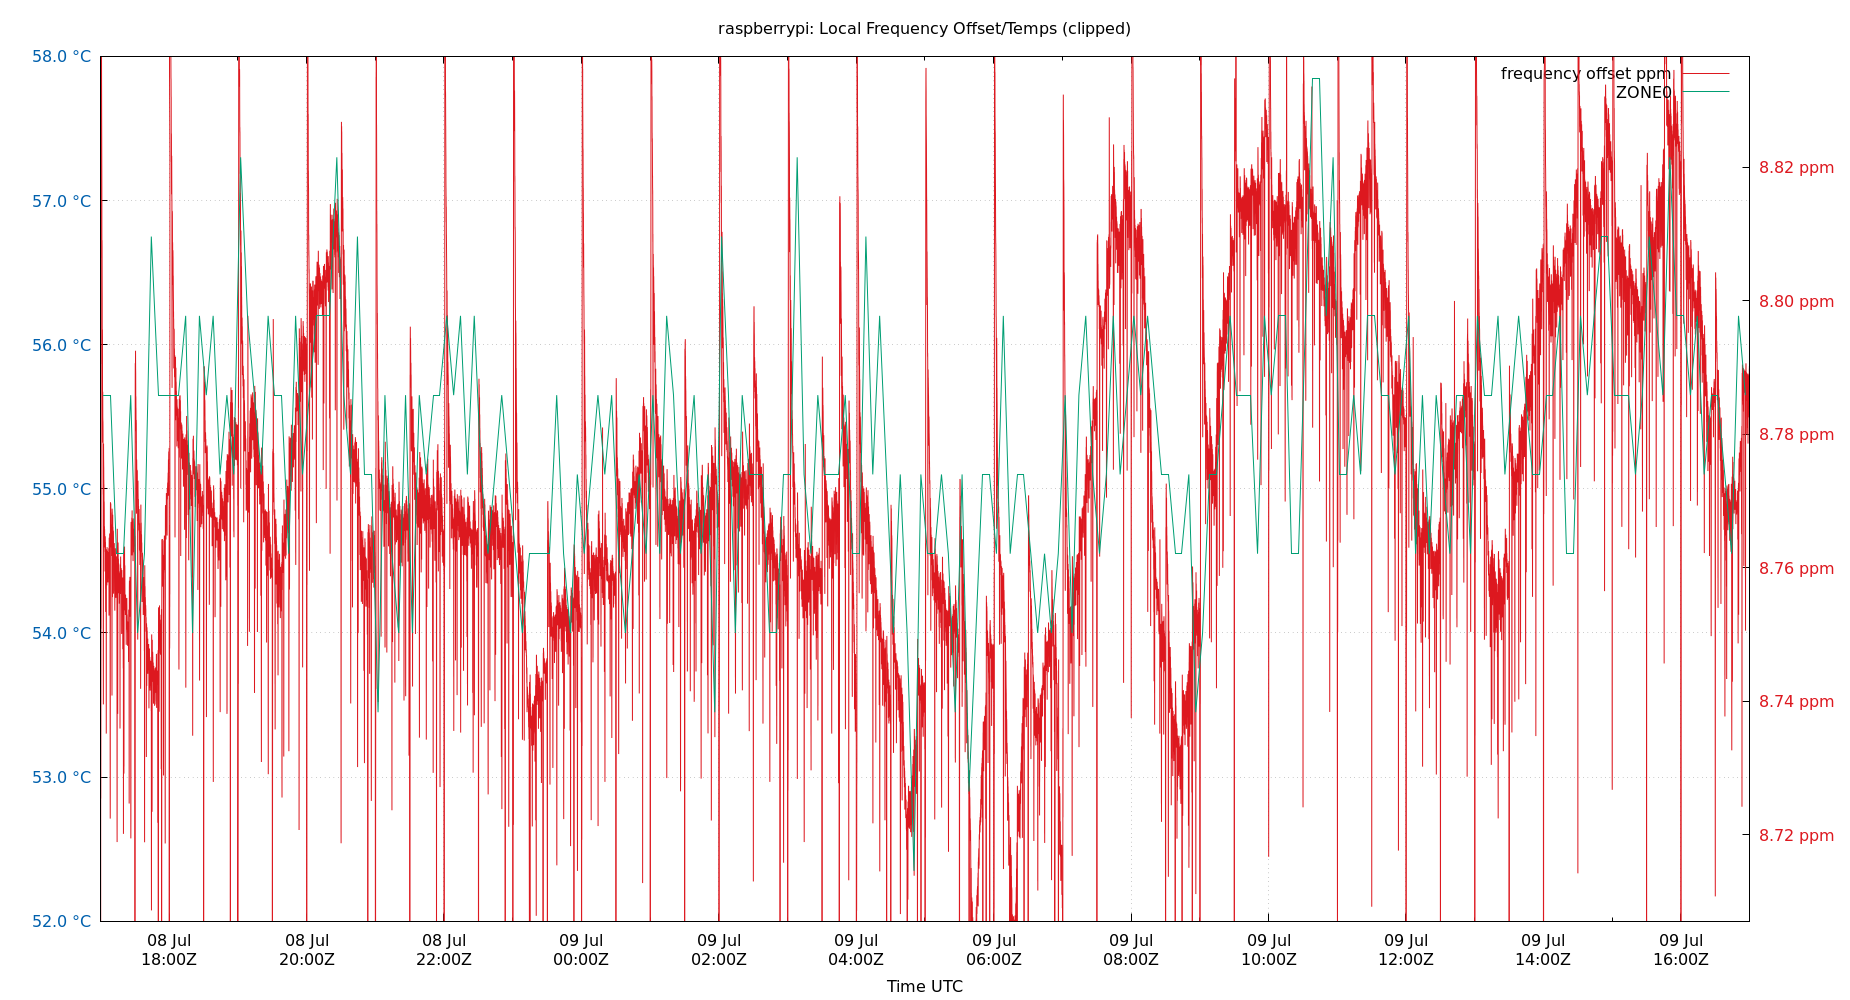 raspberrypi: Local Frequency Offset/Temps (clipped)
58.0 °C
57.0 °C
56.0 °C
55.0 °C
54.0 °C
53.0 °C
52.0 °C
frequency offset ppm
ZONE0
8.82 ppm
8.80 ppm
8.78 ppm
8.76 ppm
8.74 ppm
8.72 ppm
08 Jul 08 Jul 08 Jul 09 Jul 09 Jul 09 Jul 09 Jul 09 Jul 09 Jul 09 Jul 09 Jul 09 Jul
18:00Z 20:00Z 22:00Z 00:00Z 02:00Z 04:00Z 06:00Z 08:00Z 10:00Z 12:00Z 14:00Z 16:00Z
Time UTC